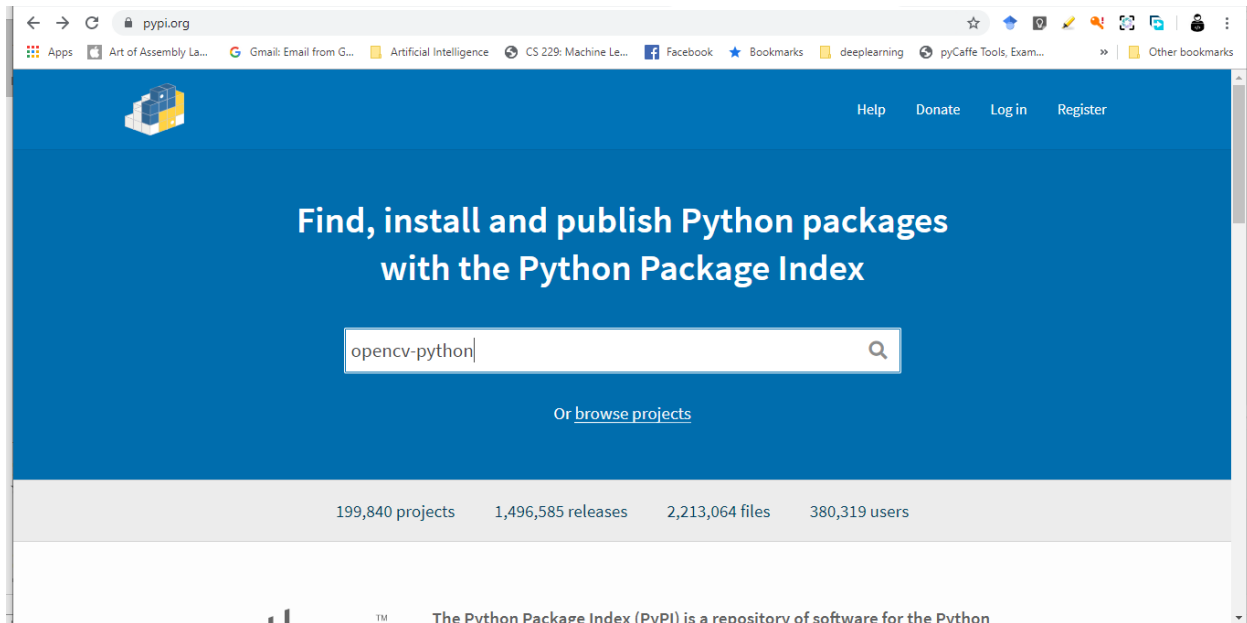 pypi.org
Apps Art of Assembly La... Gmail: Email from G... Artificial Intelligence CS 229: Machine Le... Facebook Bookmarks deeplearning pyCaffe Tools, Exam... » Other bookmarks
Help Donate Log in Register
Find, install and publish Python packages
with the Python Package Index
opencv-python
Or browse projects
199,840 projects 1,496,585 releases 2,213,064 files 380,319 users
TM The Python Package Index (PyPI) is a repository of software for the Python